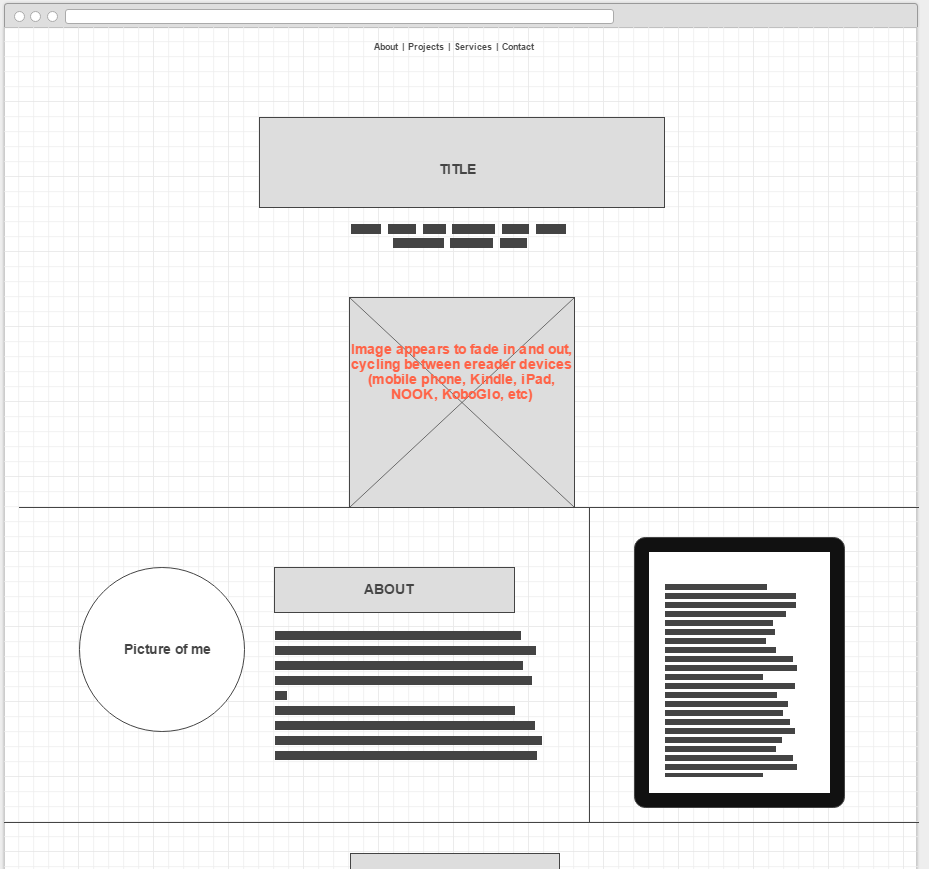 About | Projects | Services | Contact
TITLE
Image appears to fade in and out,
cycling between ereader devices
(mobile phone, Kindle, iPad,
NOOK, KoboGlo, etc)
Picture of me
ABOUT